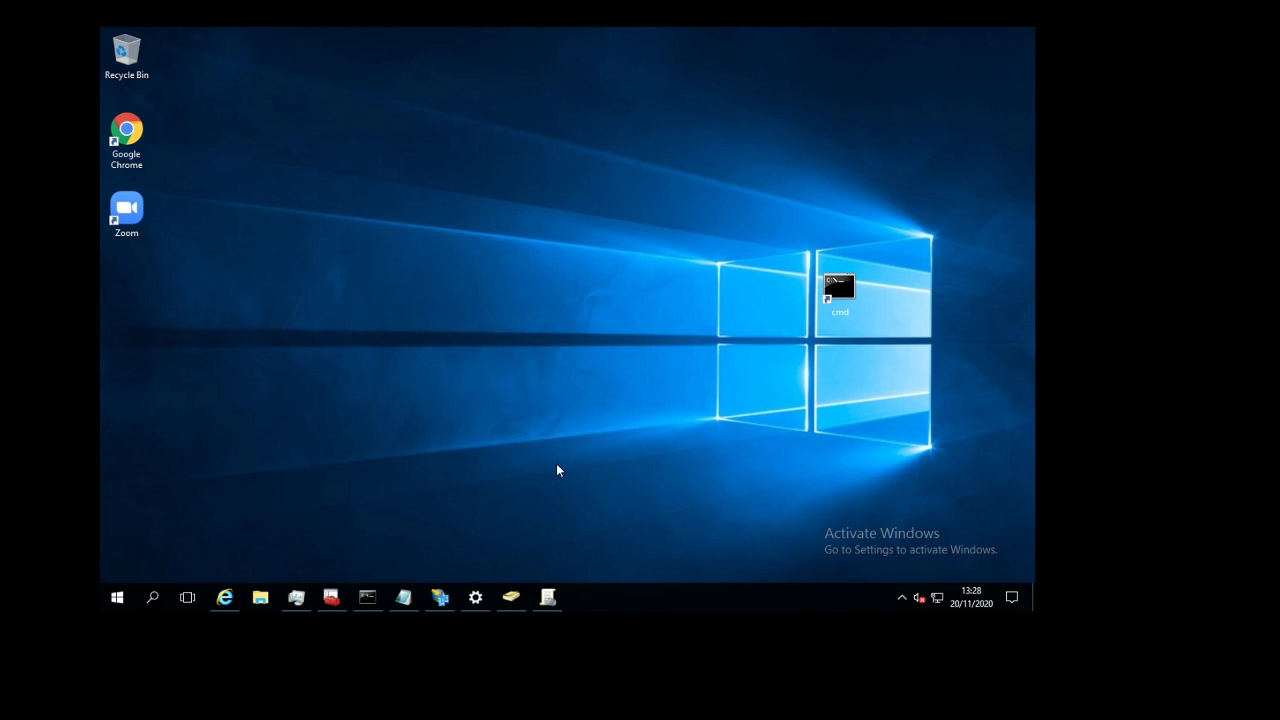 Recycle Bin
Google
Chrome
Zoom
C:\._
cmd
Activate Windows
Go to Settings to activate Windows.
13:28
20/11/2020